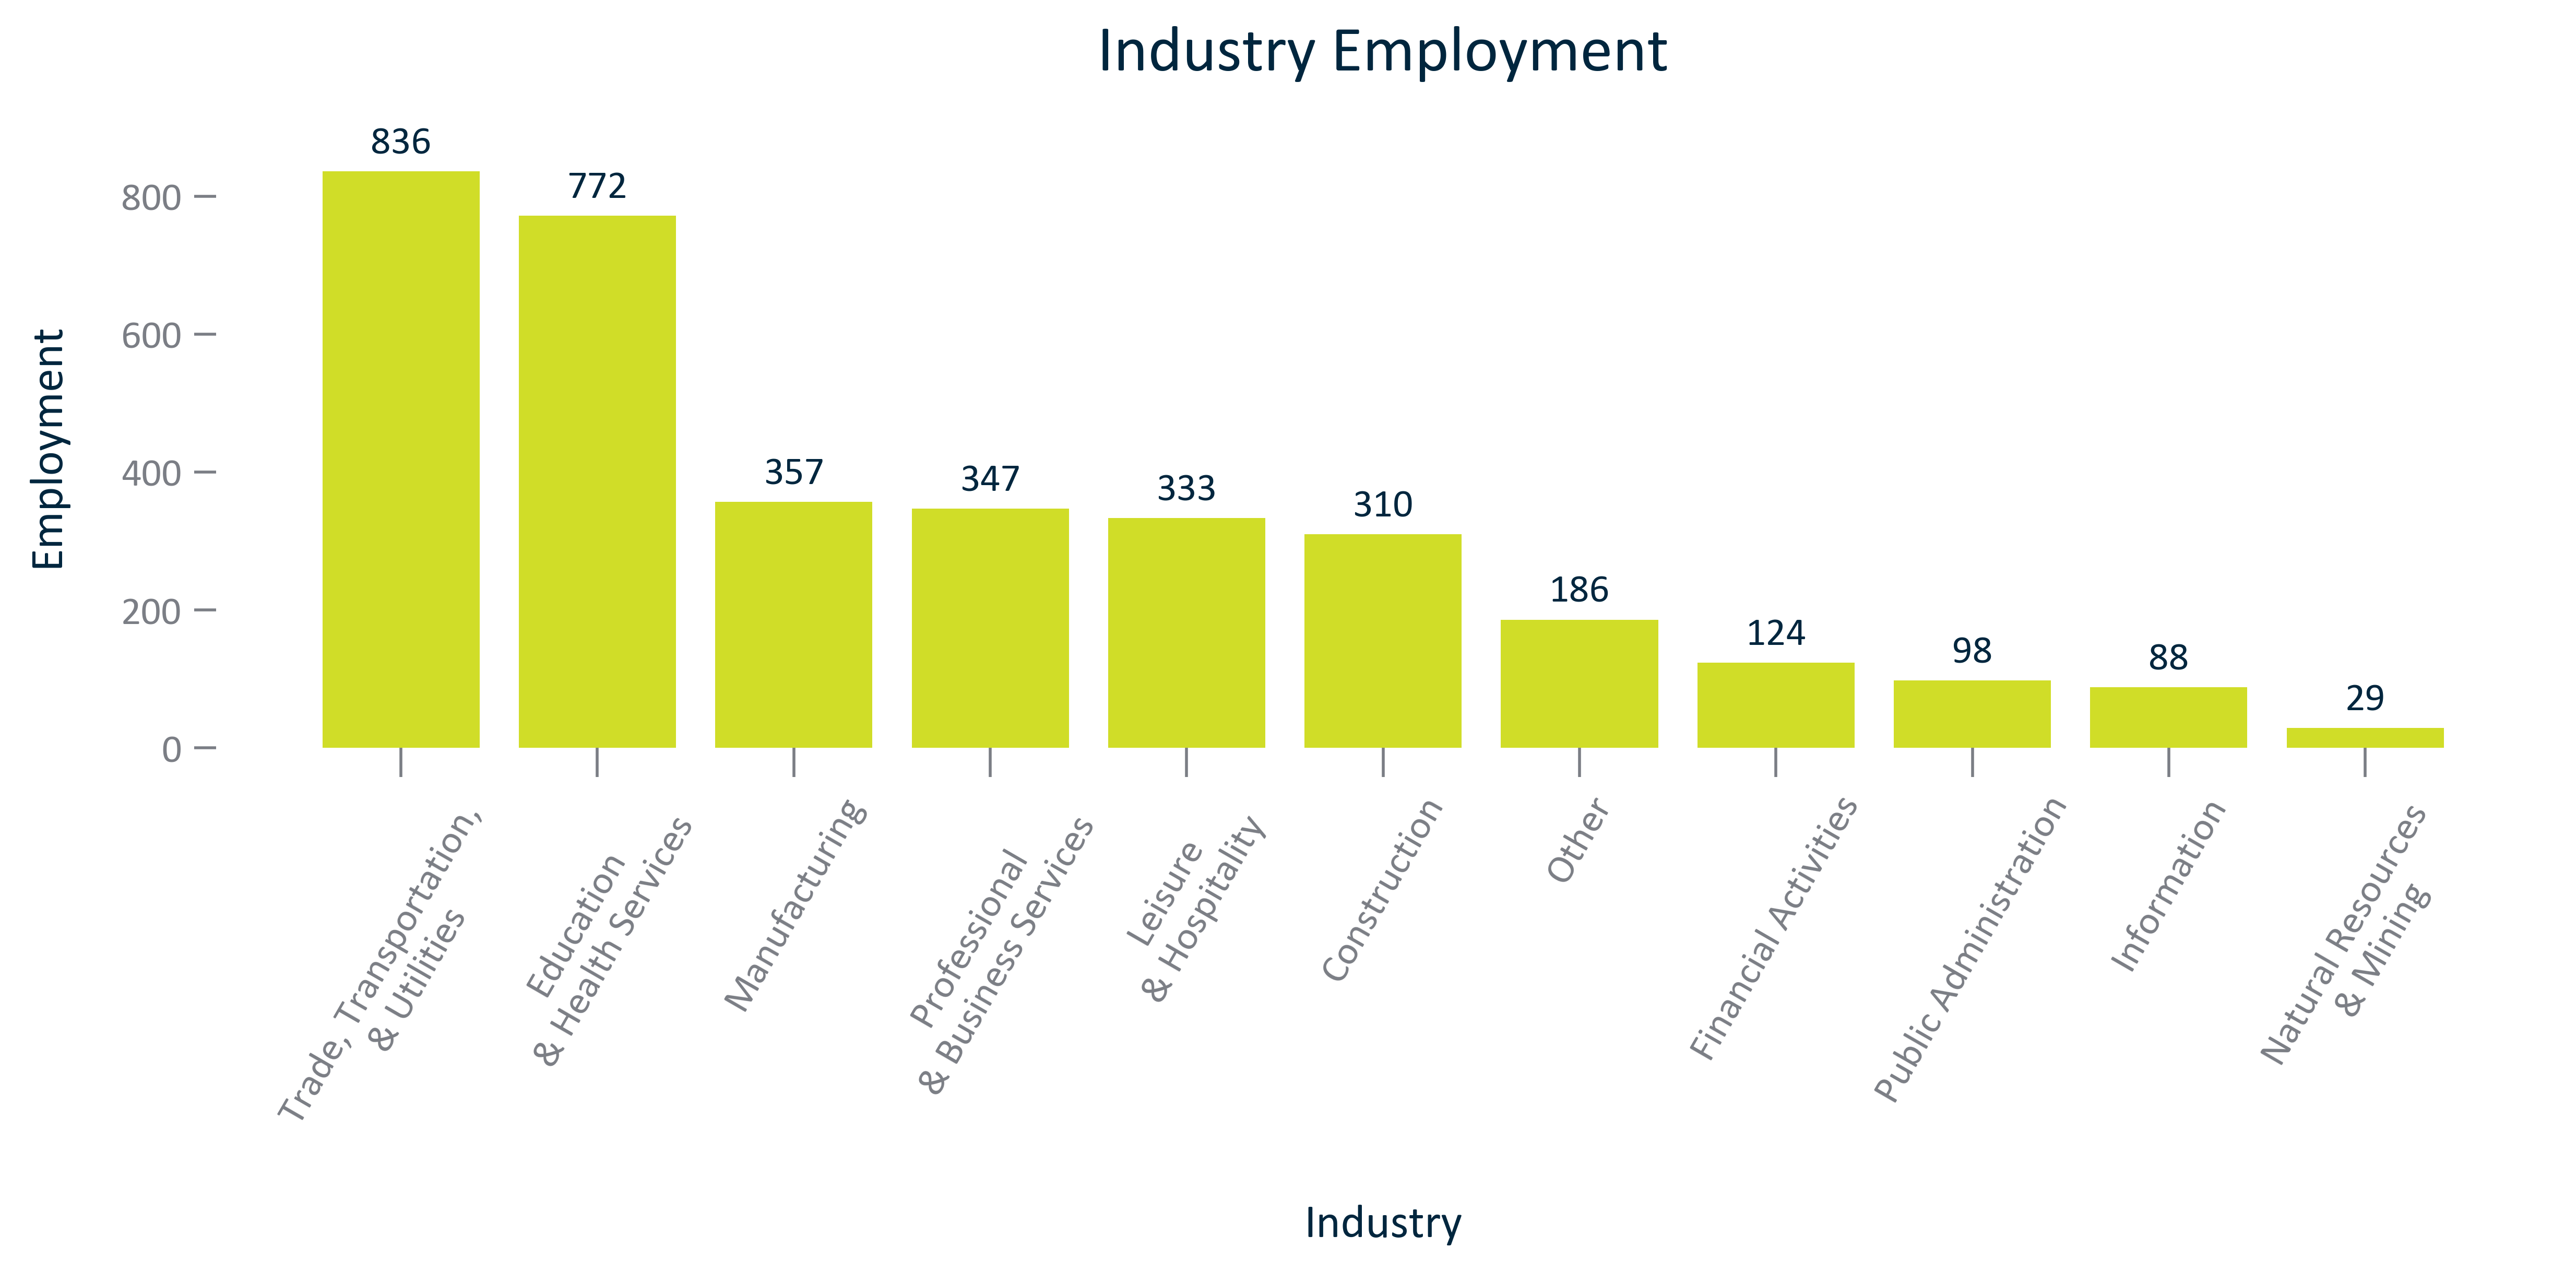 Industry Employment
Employment
800
600
400
200
0
836
772
357
347
333
310
186
124
98
88
29
Trade, Transportation,
& Utilities
Education
& Health Services
Manufacturing
Professional
& Business Services
Leisure
& Hospitality
Construction
Other
Financial Activities
Public Administration
Information
Natural Resources
& Mining
Industry